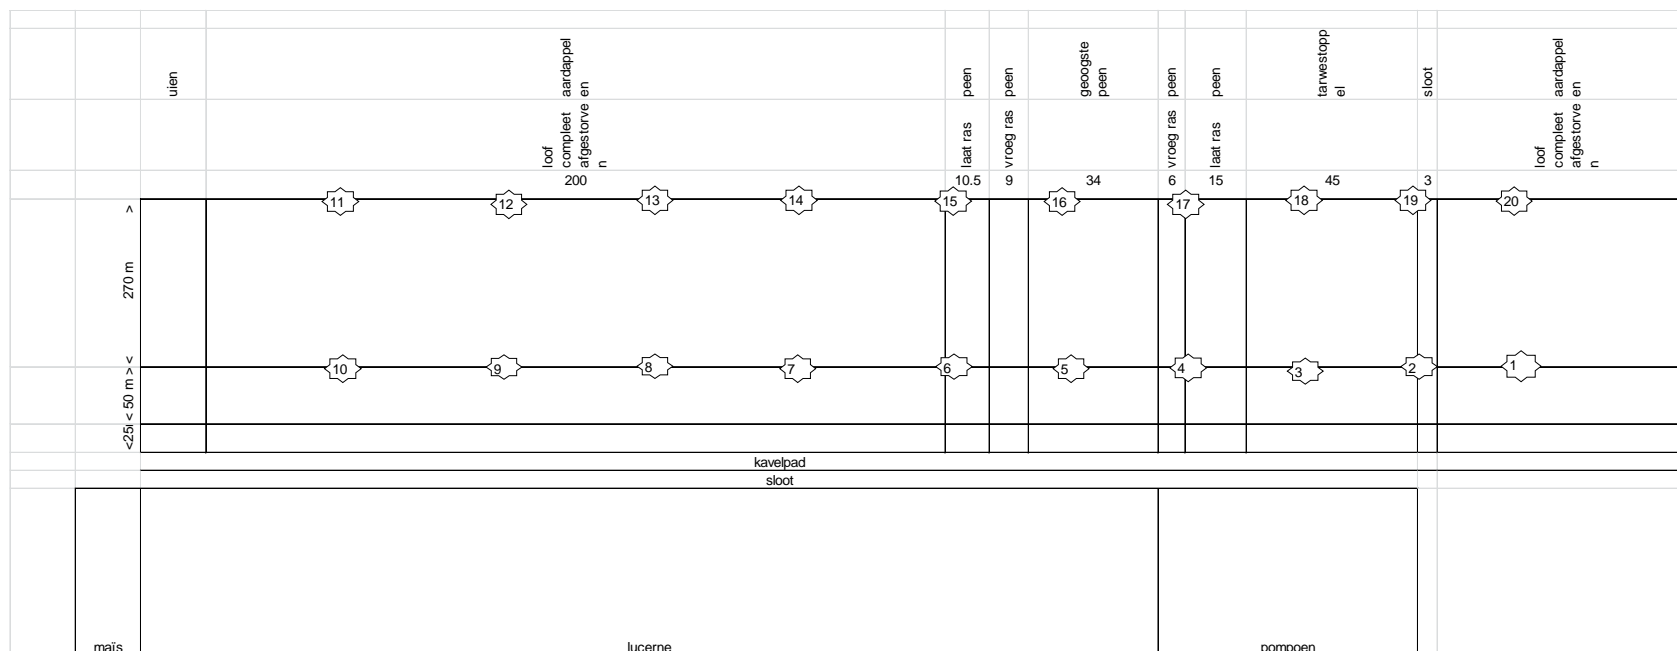 uien
aardappel
en
peen
peen
geoogste
peen
peen
peen
tarwestopp
el
sloot
aardappel
en
loof
compleet
afgestorve
n
laat ras
vroeg ras
vroeg ras
laat ras
loof
compleet
afgestorve
n
200 10.5 9 34 6 15 45 3
11 12 13 14 15 16 17 18 19 20
< 270 m >
10 9 8 7 6 5 4 3 2 1
< 50 m >
<25
kavelpad
sloot
maïs lucerne pompoen